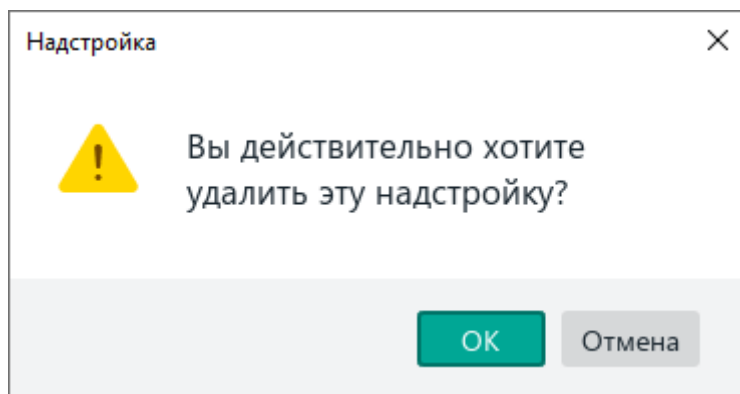 Надстройка
Вы действительно хотите
удалить эту надстройку?
ОК
Отмена